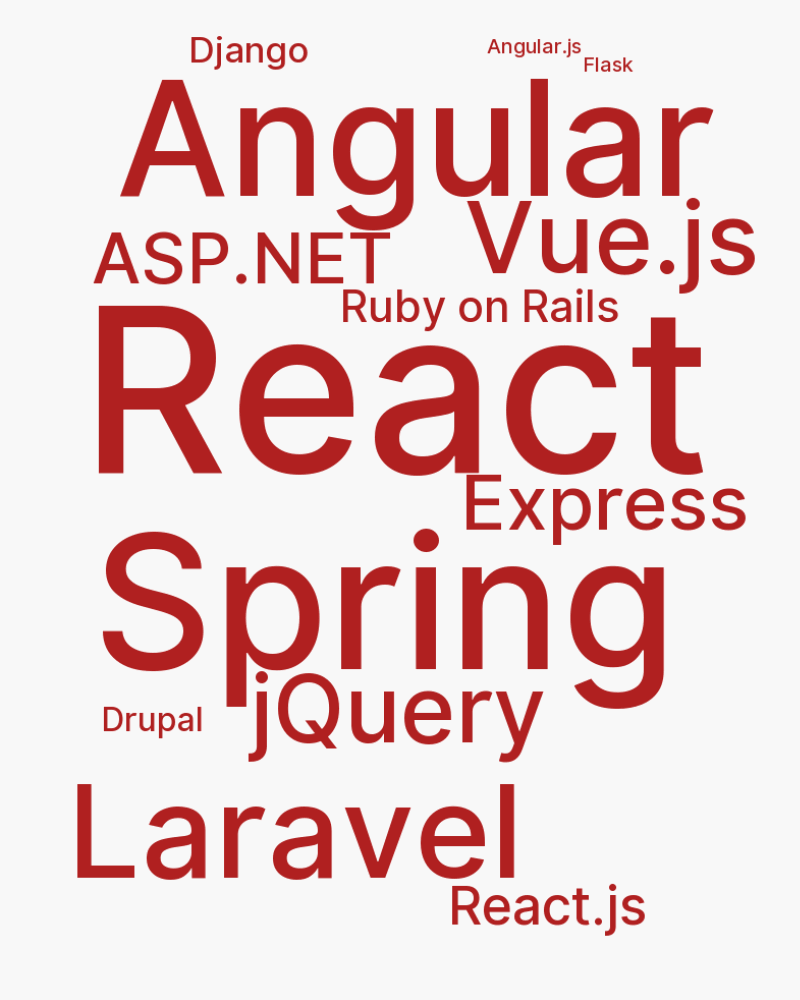 Django
Angular.js
Flask
Angular
Vue.js
ASP.NET
Ruby on Rails
React
Express
Spring
jQuery
Drupal
Laravel
React.js